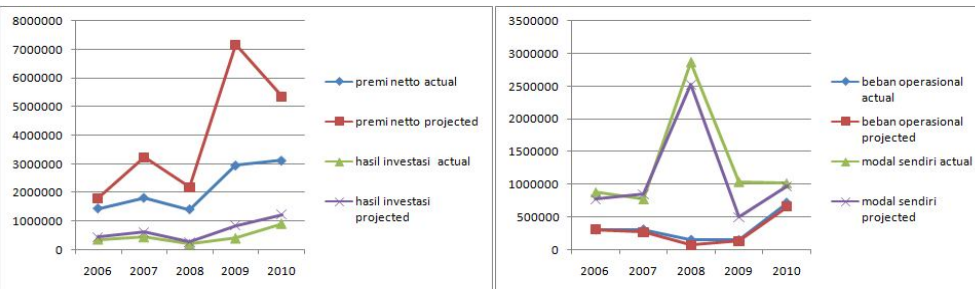 8000000
7000000
6000000
5000000
4000000
3000000
2000000
1000000
0
2006 2007 2008 2009 2010
premi netto actual
premi netto projected
hasil investasi actual
hasil investasi
projected
3500000
3000000
2500000
2000000
1500000
1000000
500000
0
2006 2007 2008 2009 2010
beban operasional
actual
beban operasional
projected
modal sendiri actual
modal sendiri
projected